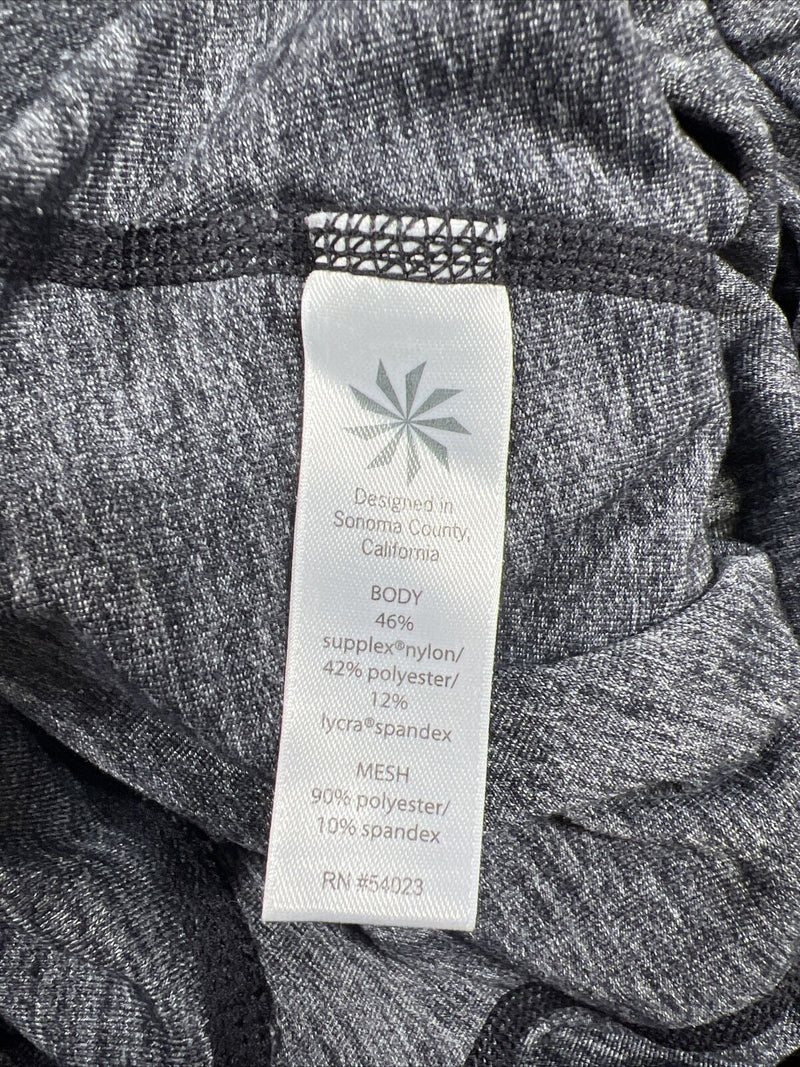 Designed in
Sonoma County,
California
BODY
46%
supplex®nylon/
42% polyester/
12%
lycra®spandex
MESH
90% polyester/
10% spandex
RN #54023